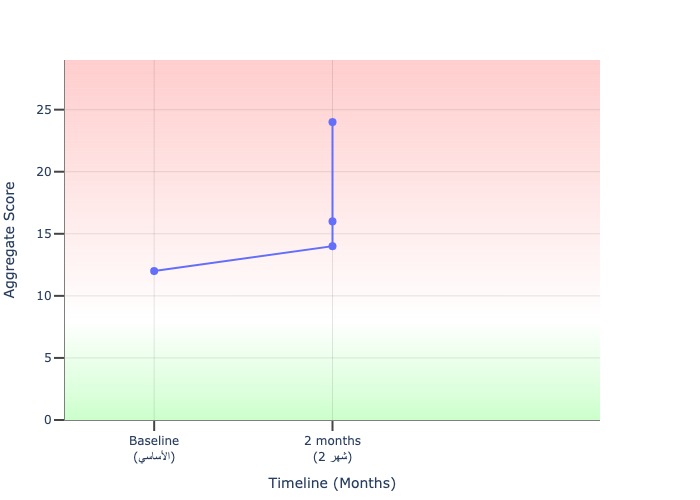 Aggregate Score
25
20
15
10
5
0
Baseline
(الأساسي)
2 months
(2 شهر)
Timeline (Months)